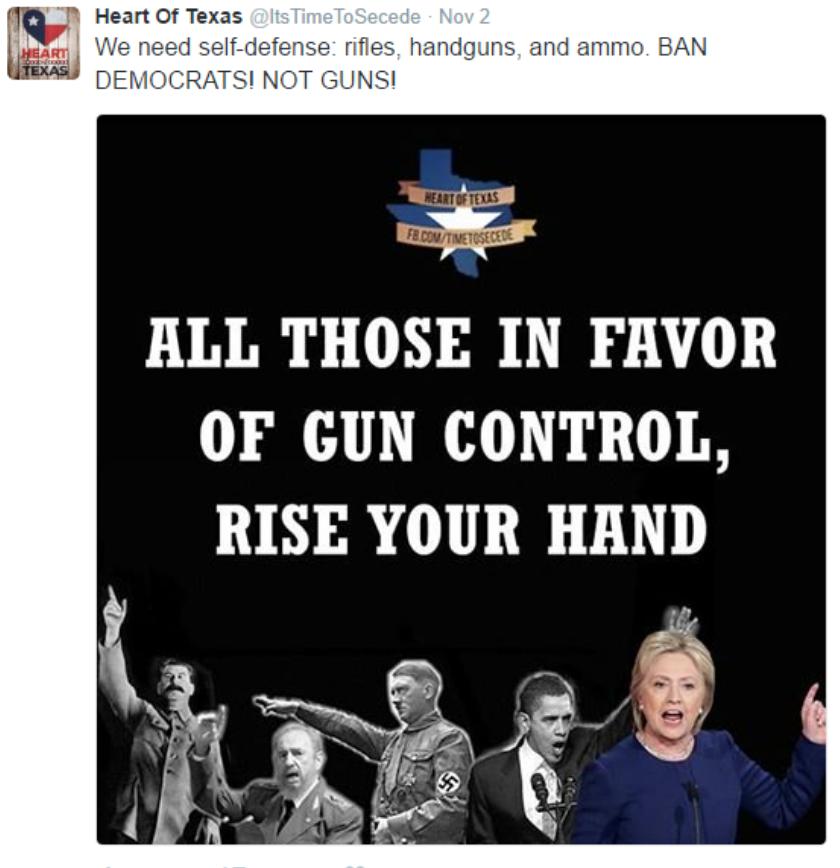 Heart Of Texas @ItsTimeToSecede · Nov 2
We need self-defense: rifles, handguns, and ammo. BAN
DEMOCRATS! NOT GUNS!
HEART
TEXAS
HEART OF TEXAS
FB.COM/TIMETOSECEDE
ALL THOSE IN FAVOR
OF GUN CONTROL,
RISE YOUR HAND